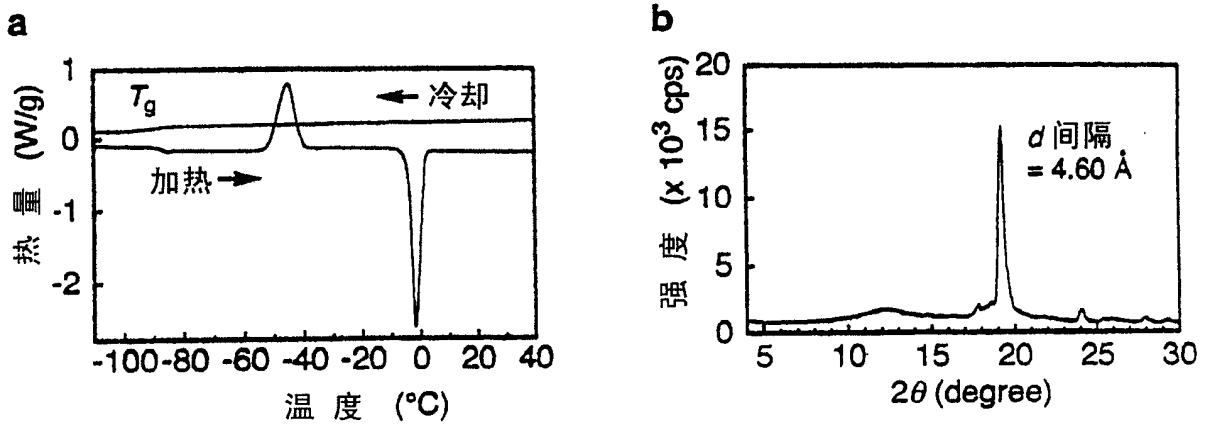 a
热量 (W/g)
1
0
-1
-2
Tg
← 冷却
加热 →
-100 -80 -60 -40 -20 0 20 40
温度 (°C)
b
强度 (x 10³ cps)
20
15
10
5
0
d 间隔
= 4.60 Å
5 10 15 20 25 30
2θ (degree)